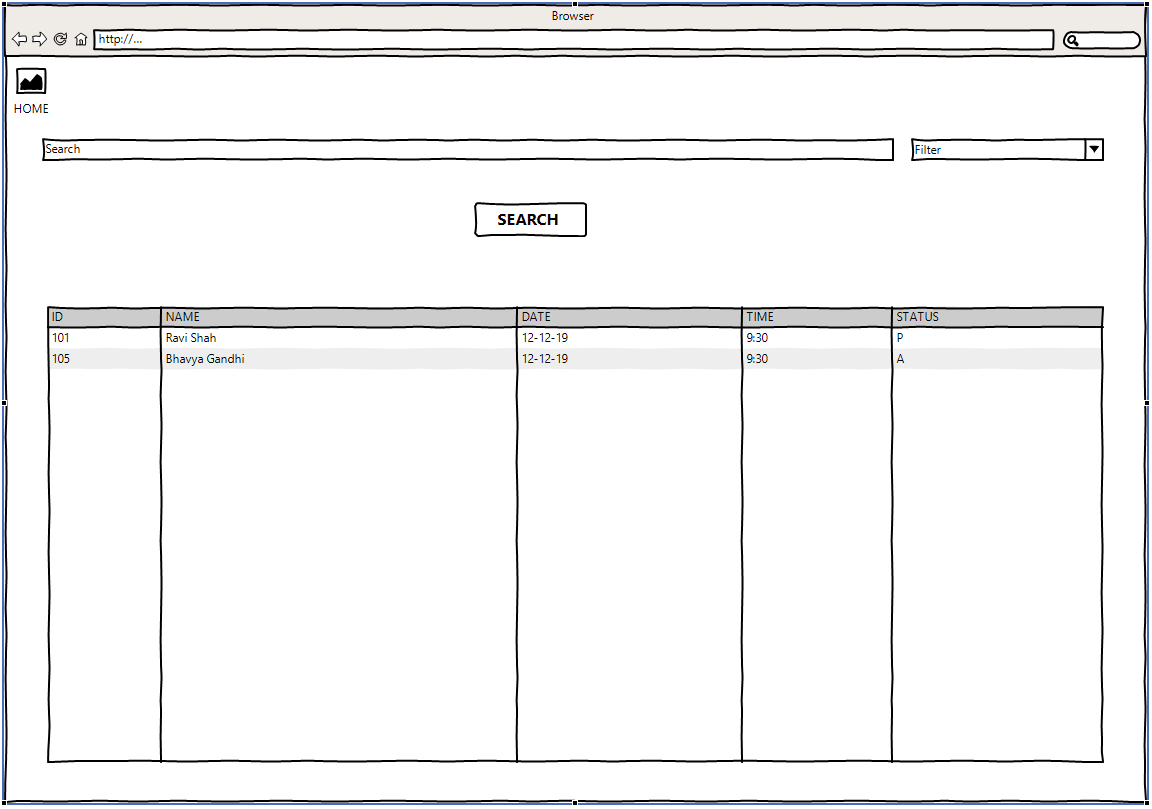 Browser
http://...
HOME
Search
Filter
SEARCH
ID NAME DATE TIME STATUS
101 Ravi Shah 12-12-19 9:30 P
105 Bhavya Gandhi 12-12-19 9:30 A